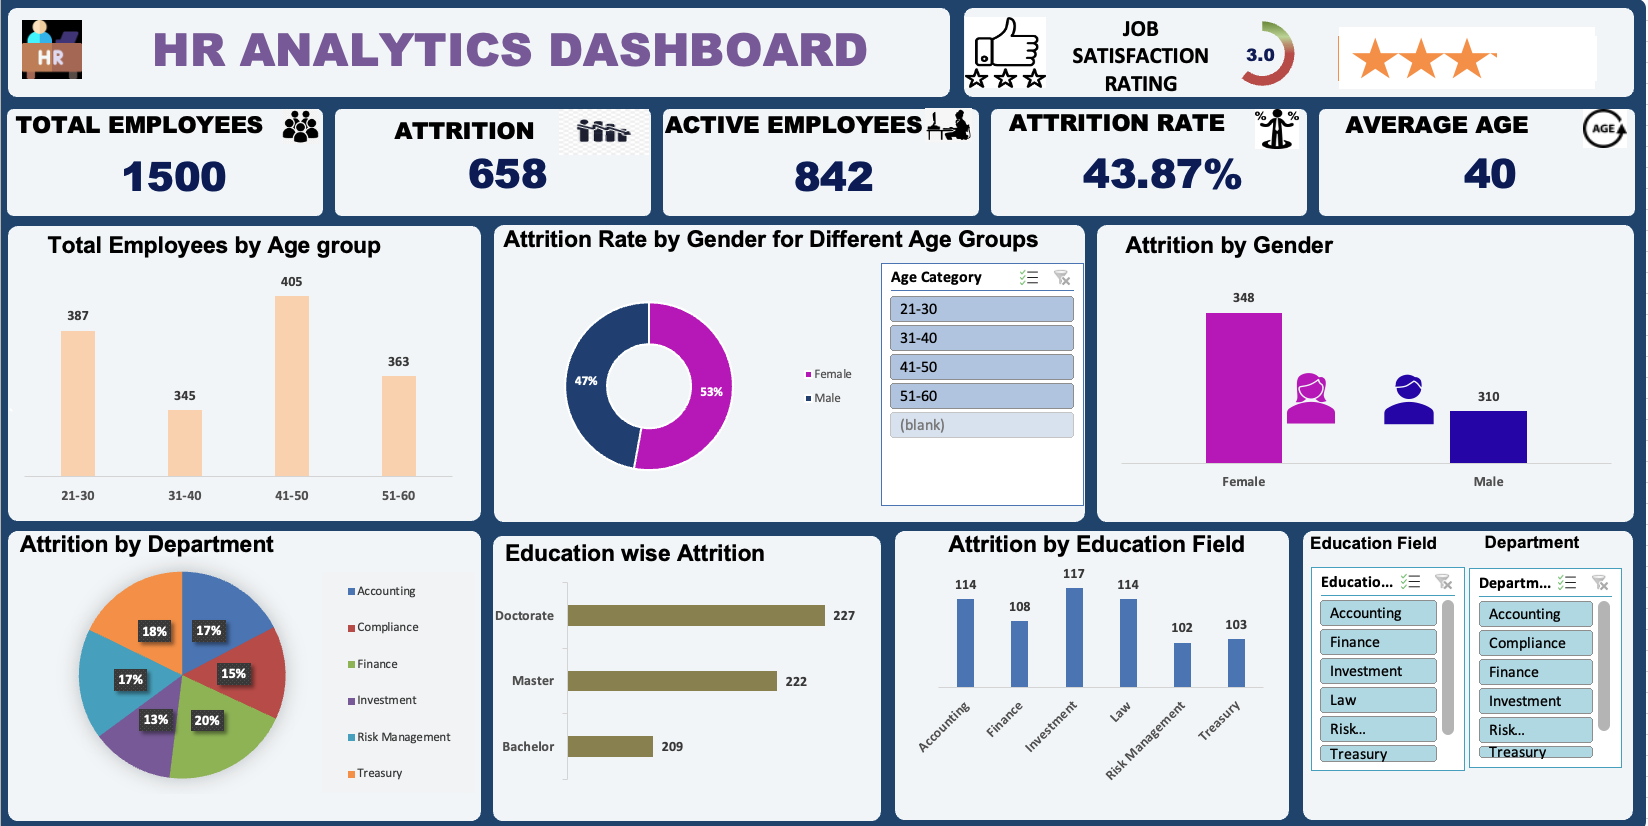 HR
HR ANALYTICS DASHBOARD
JOB
SATISFACTION
RATING
3.0
TOTAL EMPLOYEES
1500
ATTRITION
658
ACTIVE EMPLOYEES
842
ATTRITION RATE
% %
43.87%
AVERAGE AGE
AGE
40
Total Employees by Age group
387
345
405
363
21-30
31-40
41-50
51-60
Attrition Rate by Gender for Different Age Groups
47%
53%
Female
Male
Age Category
21-30
31-40
41-50
51-60
(blank)
Attrition by Gender
348
310
Female
Male
Attrition by Department
18%
17%
17%
15%
13%
20%
Accounting
Compliance
Finance
Investment
Risk Management
Treasury
Education wise Attrition
Doctorate
227
Master
222
Bachelor
209
Attrition by Education Field
114
108
117
114
102
103
Accounting
Finance
Investment
Law
Risk Management
Treasury
Education Field
Educatio...
Accounting
Finance
Investment
Law
Risk...
Treasury
Department
Departm...
Accounting
Compliance
Finance
Investment
Risk...
Treasury